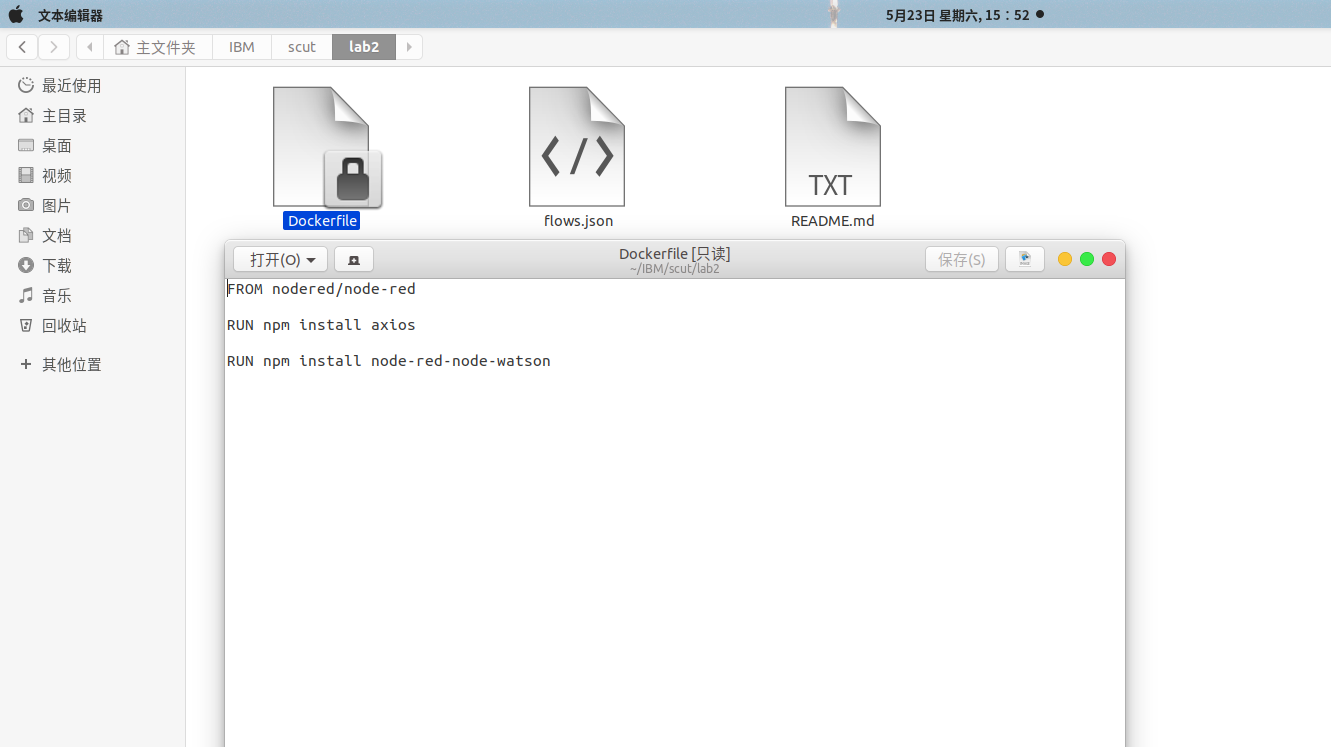 文本编辑器
5月23日 星期六, 15：52
主文件夹
IBM
scut
lab2
最近使用
主目录
桌面
视频
图片
文档
下载
音乐
回收站
其他位置
TXT
Dockerfile
flows.json
README.md
打开(O)
Dockerfile [只读]
~/IBM/scut/lab2
保存(S)
FROM nodered/node-red
RUN npm install axios
RUN npm install node-red-node-watson